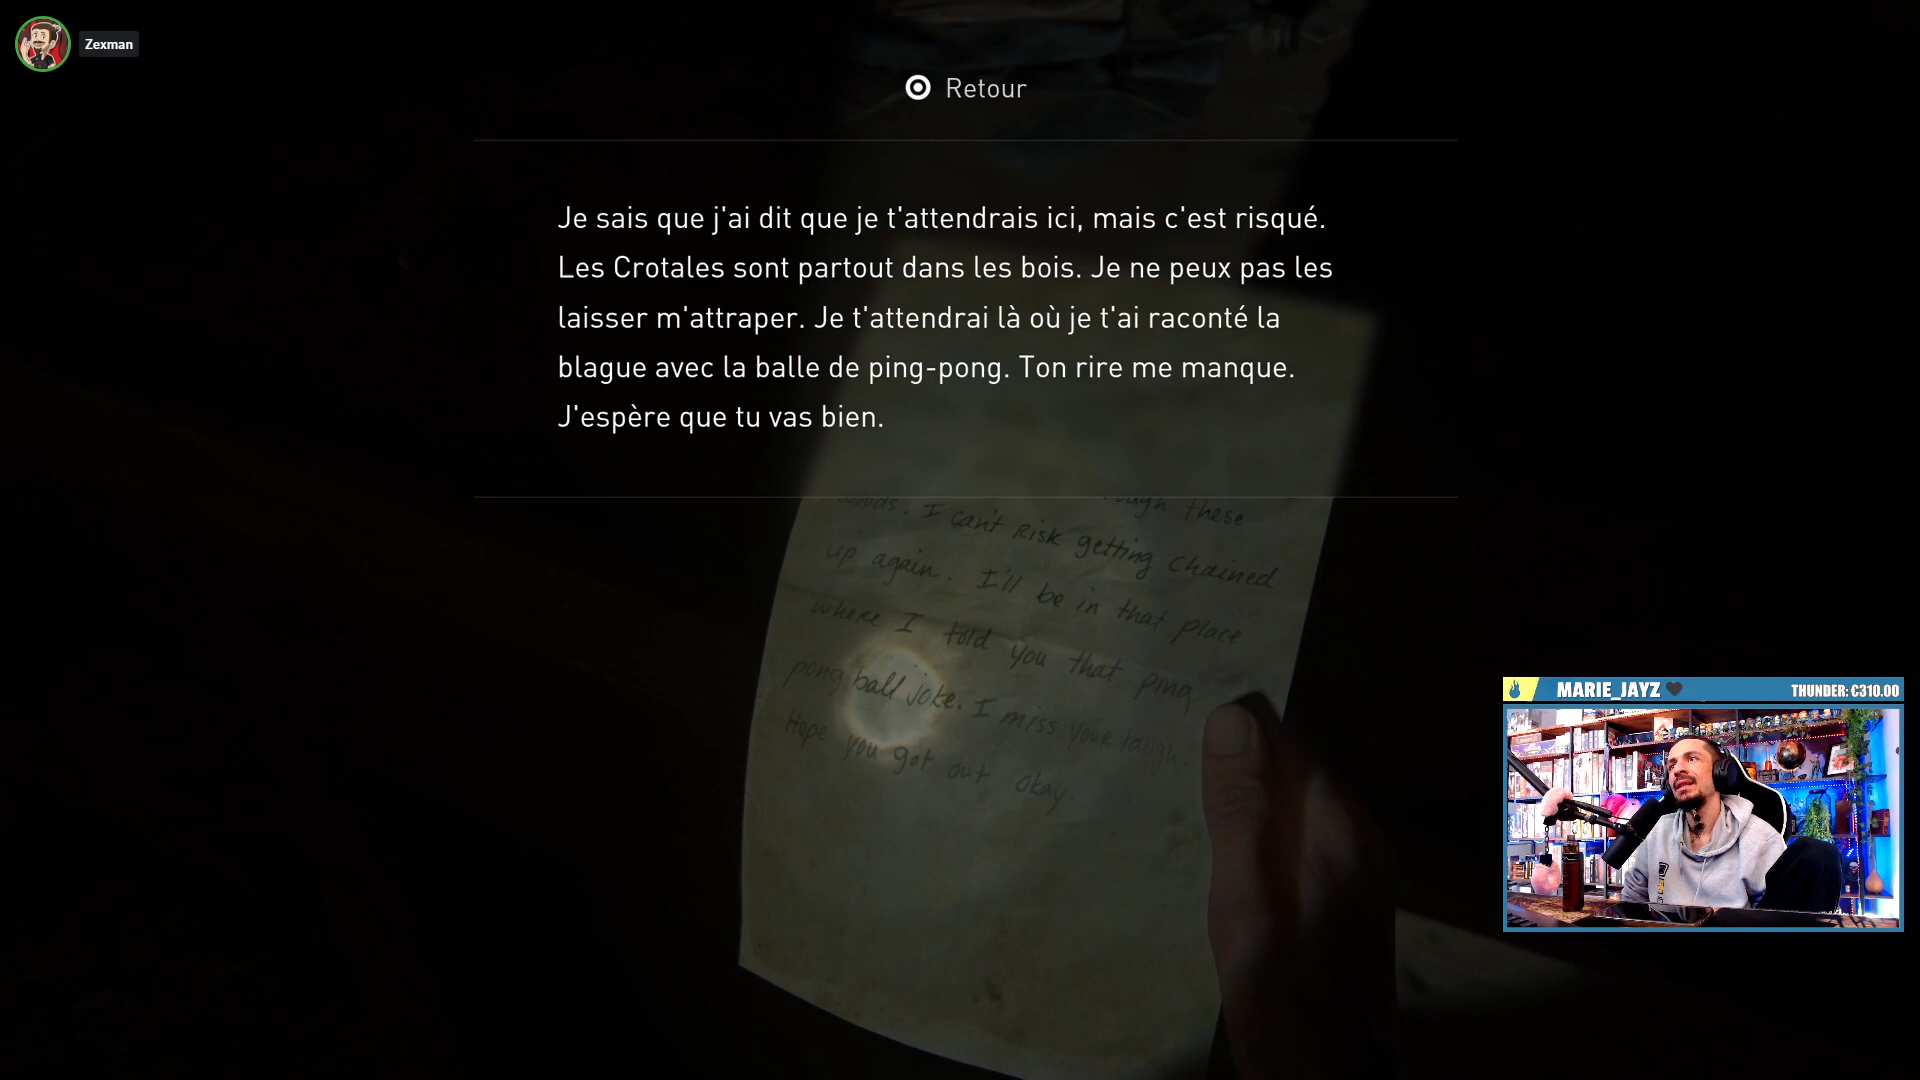 Zexman
Retour
Je sais que j'ai dit que je t'attendrais ici, mais c'est risqué.
Les Crotales sont partout dans les bois. Je ne peux pas les
laisser m'attraper. Je t'attendrai là où je t'ai raconté la
blague avec la balle de ping-pong. Ton rire me manque.
J'espère que tu vas bien.
these
woods. I can't risk getting chained
up again. I'll be in that place
where I told you that ping
pong ball joke. I miss your laugh.
Hope you got out okay.
MARIE_JAYZ
THUNDER: €310.00